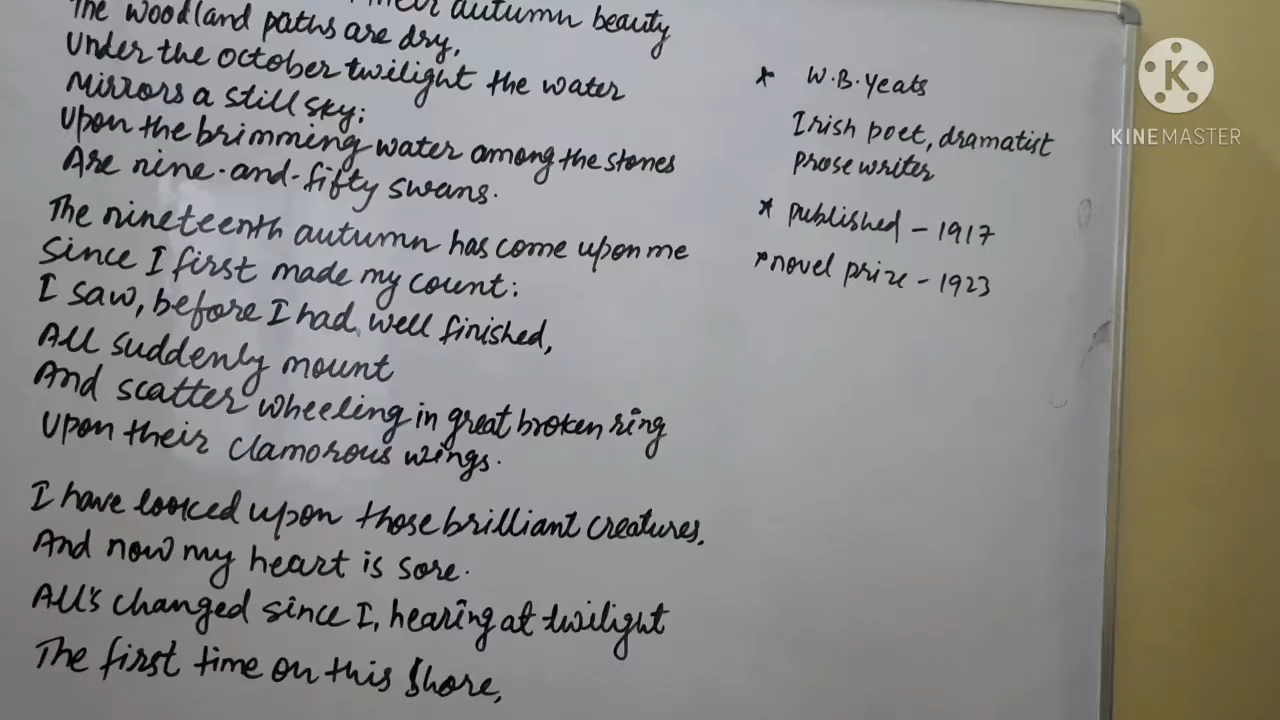 their autumn beauty
The woodland paths are dry,
Under the october twilight the water
Mirrors a still sky;
Upon the brimming water among the stones
Are nine-and-fifty swans.
The nineteenth autumn has come upon me
Since I first made my count;
I saw, before I had well finished,
All suddenly mount
And scatter wheeling in great broken ring
Upon their clamorous wings.
I have looked upon those brilliant creatures,
And now my heart is sore.
All's changed since I, hearing at twilight
The first time on this shore,
* W.B. Yeats
Irish poet, dramatist
prose writer
* published - 1917
* novel prize - 1923
K
KINEMASTER